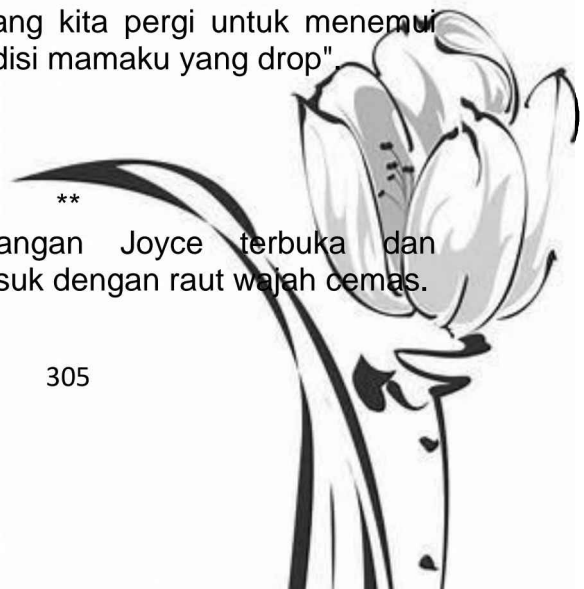 ang kita pergi untuk menemui
disi mamaku yang drop".
**
angan Joyce terbuka dan
suk dengan raut wajah cemas.
305